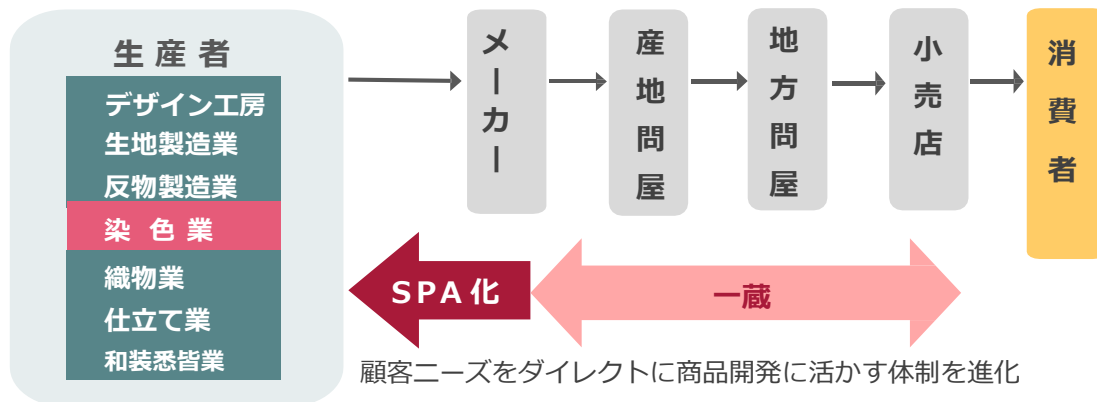 生産者
デザイン工房
生地製造業
反物製造業
染色業
織物業
仕立て業
和装悉皆業
メーカー
産地問屋
地方問屋
小売店
消費者
SPA化
一蔵
顧客ニーズをダイレクトに商品開発に活かす体制を進化